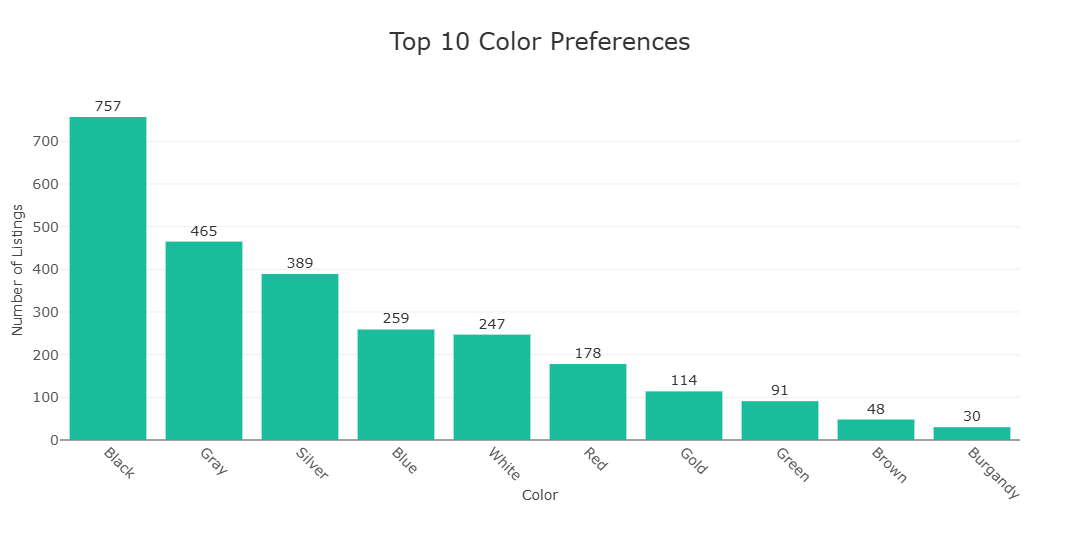 Top 10 Color Preferences
757
465
389
259
247
178
114
91
48
30
700
600
500
400
300
200
100
0
Number of Listings
Black
Gray
Silver
Blue
White
Red
Gold
Green
Brown
Burgandy
Color